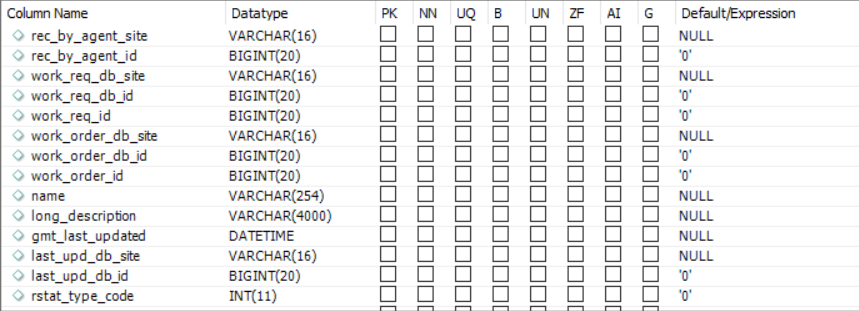 Column Name Datatype PK NN UQ B UN ZF AI G Default/Expression
rec_by_agent_site VARCHAR(16) NULL
rec_by_agent_id BIGINT(20) '0'
work_req_db_site VARCHAR(16) NULL
work_req_db_id BIGINT(20) '0'
work_req_id BIGINT(20) '0'
work_order_db_site VARCHAR(16) NULL
work_order_db_id BIGINT(20) '0'
work_order_id BIGINT(20) '0'
name VARCHAR(254) NULL
long_description VARCHAR(4000) NULL
gmt_last_updated DATETIME NULL
last_upd_db_site VARCHAR(16) NULL
last_upd_db_id BIGINT(20) '0'
rstat_type_code INT(11) '0'